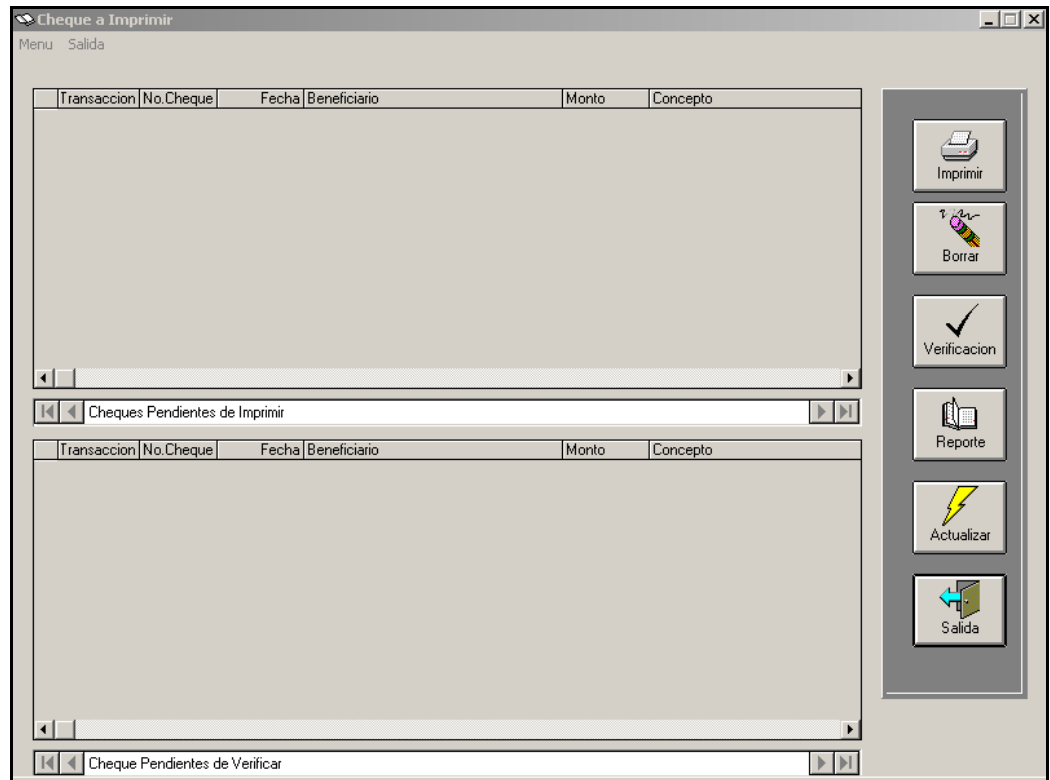 Cheque a Imprimir
Menu Salida
Transaccion No.Cheque Fecha Beneficiario Monto Concepto
Cheques Pendientes de Imprimir
Transaccion No.Cheque Fecha Beneficiario Monto Concepto
Cheque Pendientes de Verificar
Imprimir
Borrar
Verificacion
Reporte
Actualizar
Salida